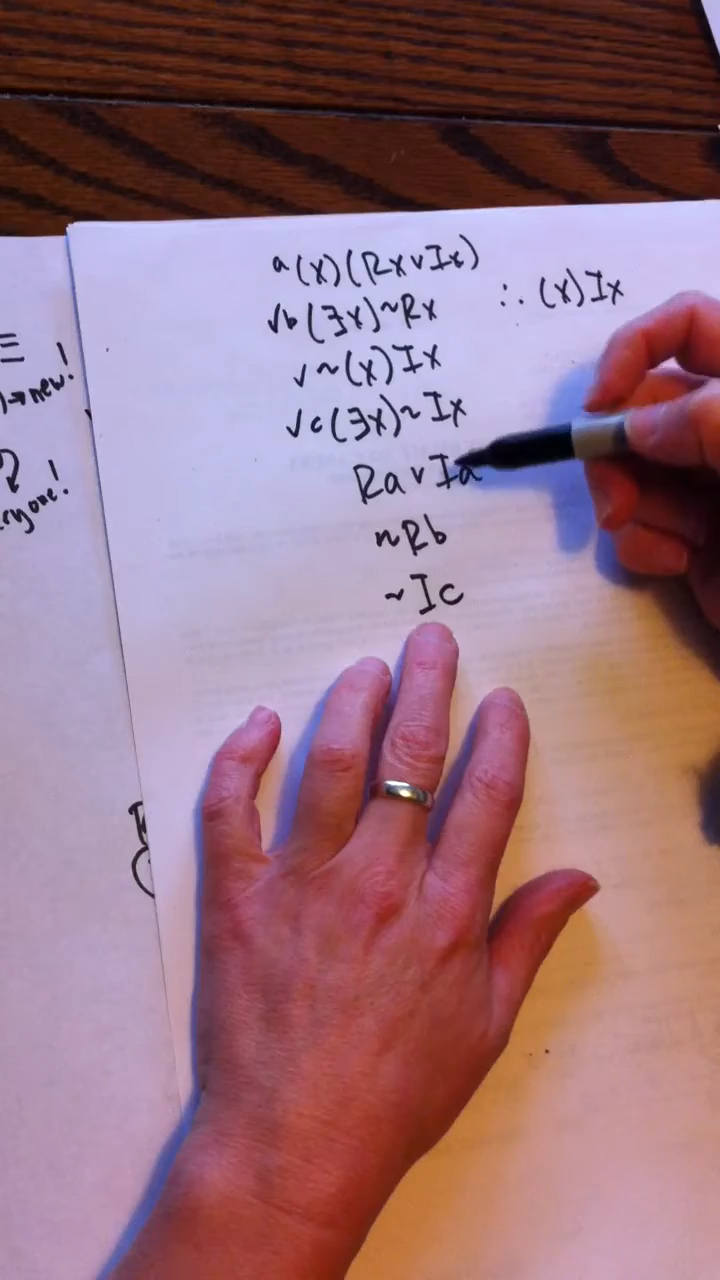 a (x)(Rx v Ix)
√b (∃x)~Rx ∴ (x)Ix
√ ~(x)Ix
√c (∃x)~Ix
Ra v Ia
~Rb
~Ic
≡
→ new!